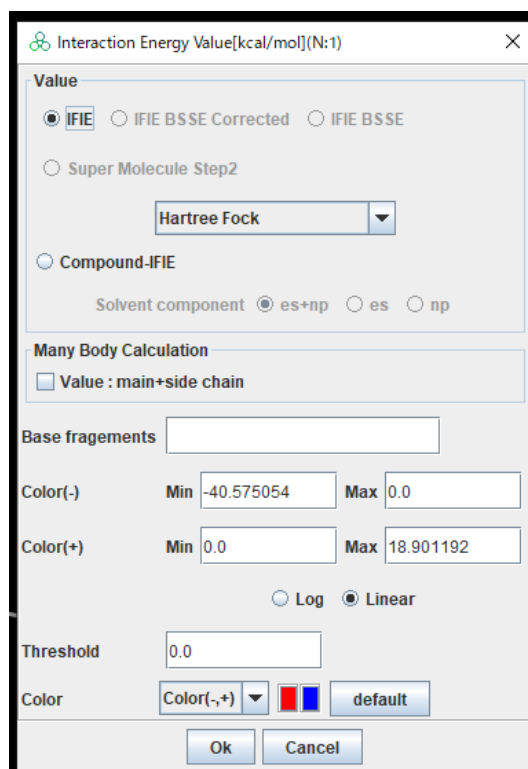 Interaction Energy Value[kcal/mol](N:1)
Value
IFIE IFIE BSSE Corrected IFIE BSSE
Super Molecule Step2
Hartree Fock
Compound-IFIE
Solvent component es+np es np
Many Body Calculation
Value : main+side chain
Base fragements
Color(-) Min -40.575054 Max 0.0
Color(+) Min 0.0 Max 18.901192
Log Linear
Threshold 0.0
Color Color(-,+) default
Ok Cancel